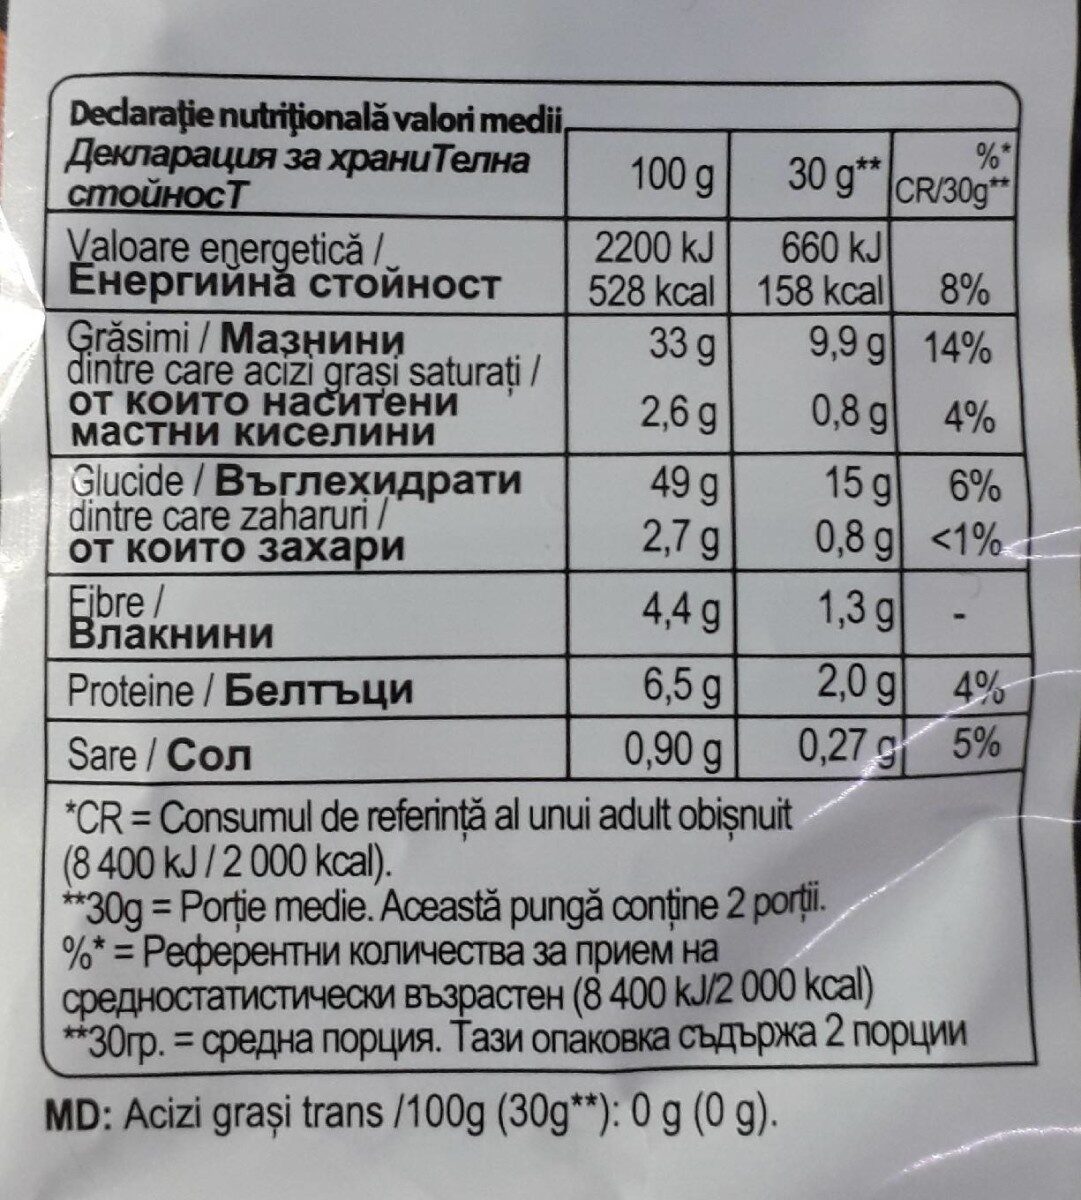 Declarație nutrițională valori medii
Декларация за храниТелна
стойносТ
100 g
30 g**
%*
CR/30g**
Valoare energetică /
Енергийна стойност
2200 kJ
528 kcal
660 kJ
158 kcal
8%
Grăsimi / Мазнини
33 g
9,9 g
14%
dintre care acizi grași saturați /
от които наситени
мастни киселини
2,6 g
0,8 g
4%
Glucide / Въглехидрати
49 g
15 g
6%
dintre care zaharuri /
от които захари
2,7 g
0,8 g
<1%
Fibre /
Влакнини
4,4 g
1,3 g
-
Proteine / Белтъци
6,5 g
2,0 g
4%
Sare / Сол
0,90 g
0,27 g
5%
*CR = Consumul de referință al unui adult obișnuit
(8 400 kJ / 2 000 kcal).
**30g = Porție medie. Această pungă conține 2 porții.
%* = Референтни количества за прием на
средностатистически възрастен (8 400 kJ/2 000 kcal)
**30гр. = средна порция. Тази опаковка съдържа 2 порции
MD: Acizi grași trans /100g (30g**): 0 g (0 g).